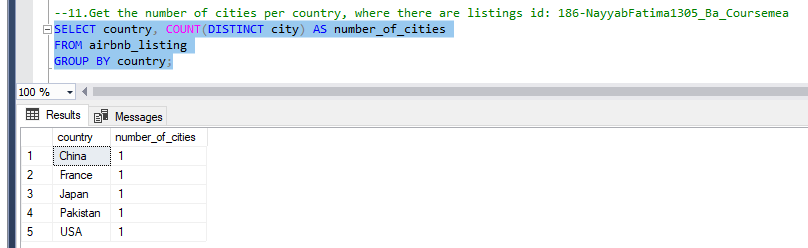 --11.Get the number of cities per country, where there are listings id: 186-NayyabFatima1305_Ba_Coursemea
SELECT country, COUNT(DISTINCT city) AS number_of_cities
FROM airbnb_listing
GROUP BY country;
100 %
Results Messages
country number_of_cities
1 China 1
2 France 1
3 Japan 1
4 Pakistan 1
5 USA 1